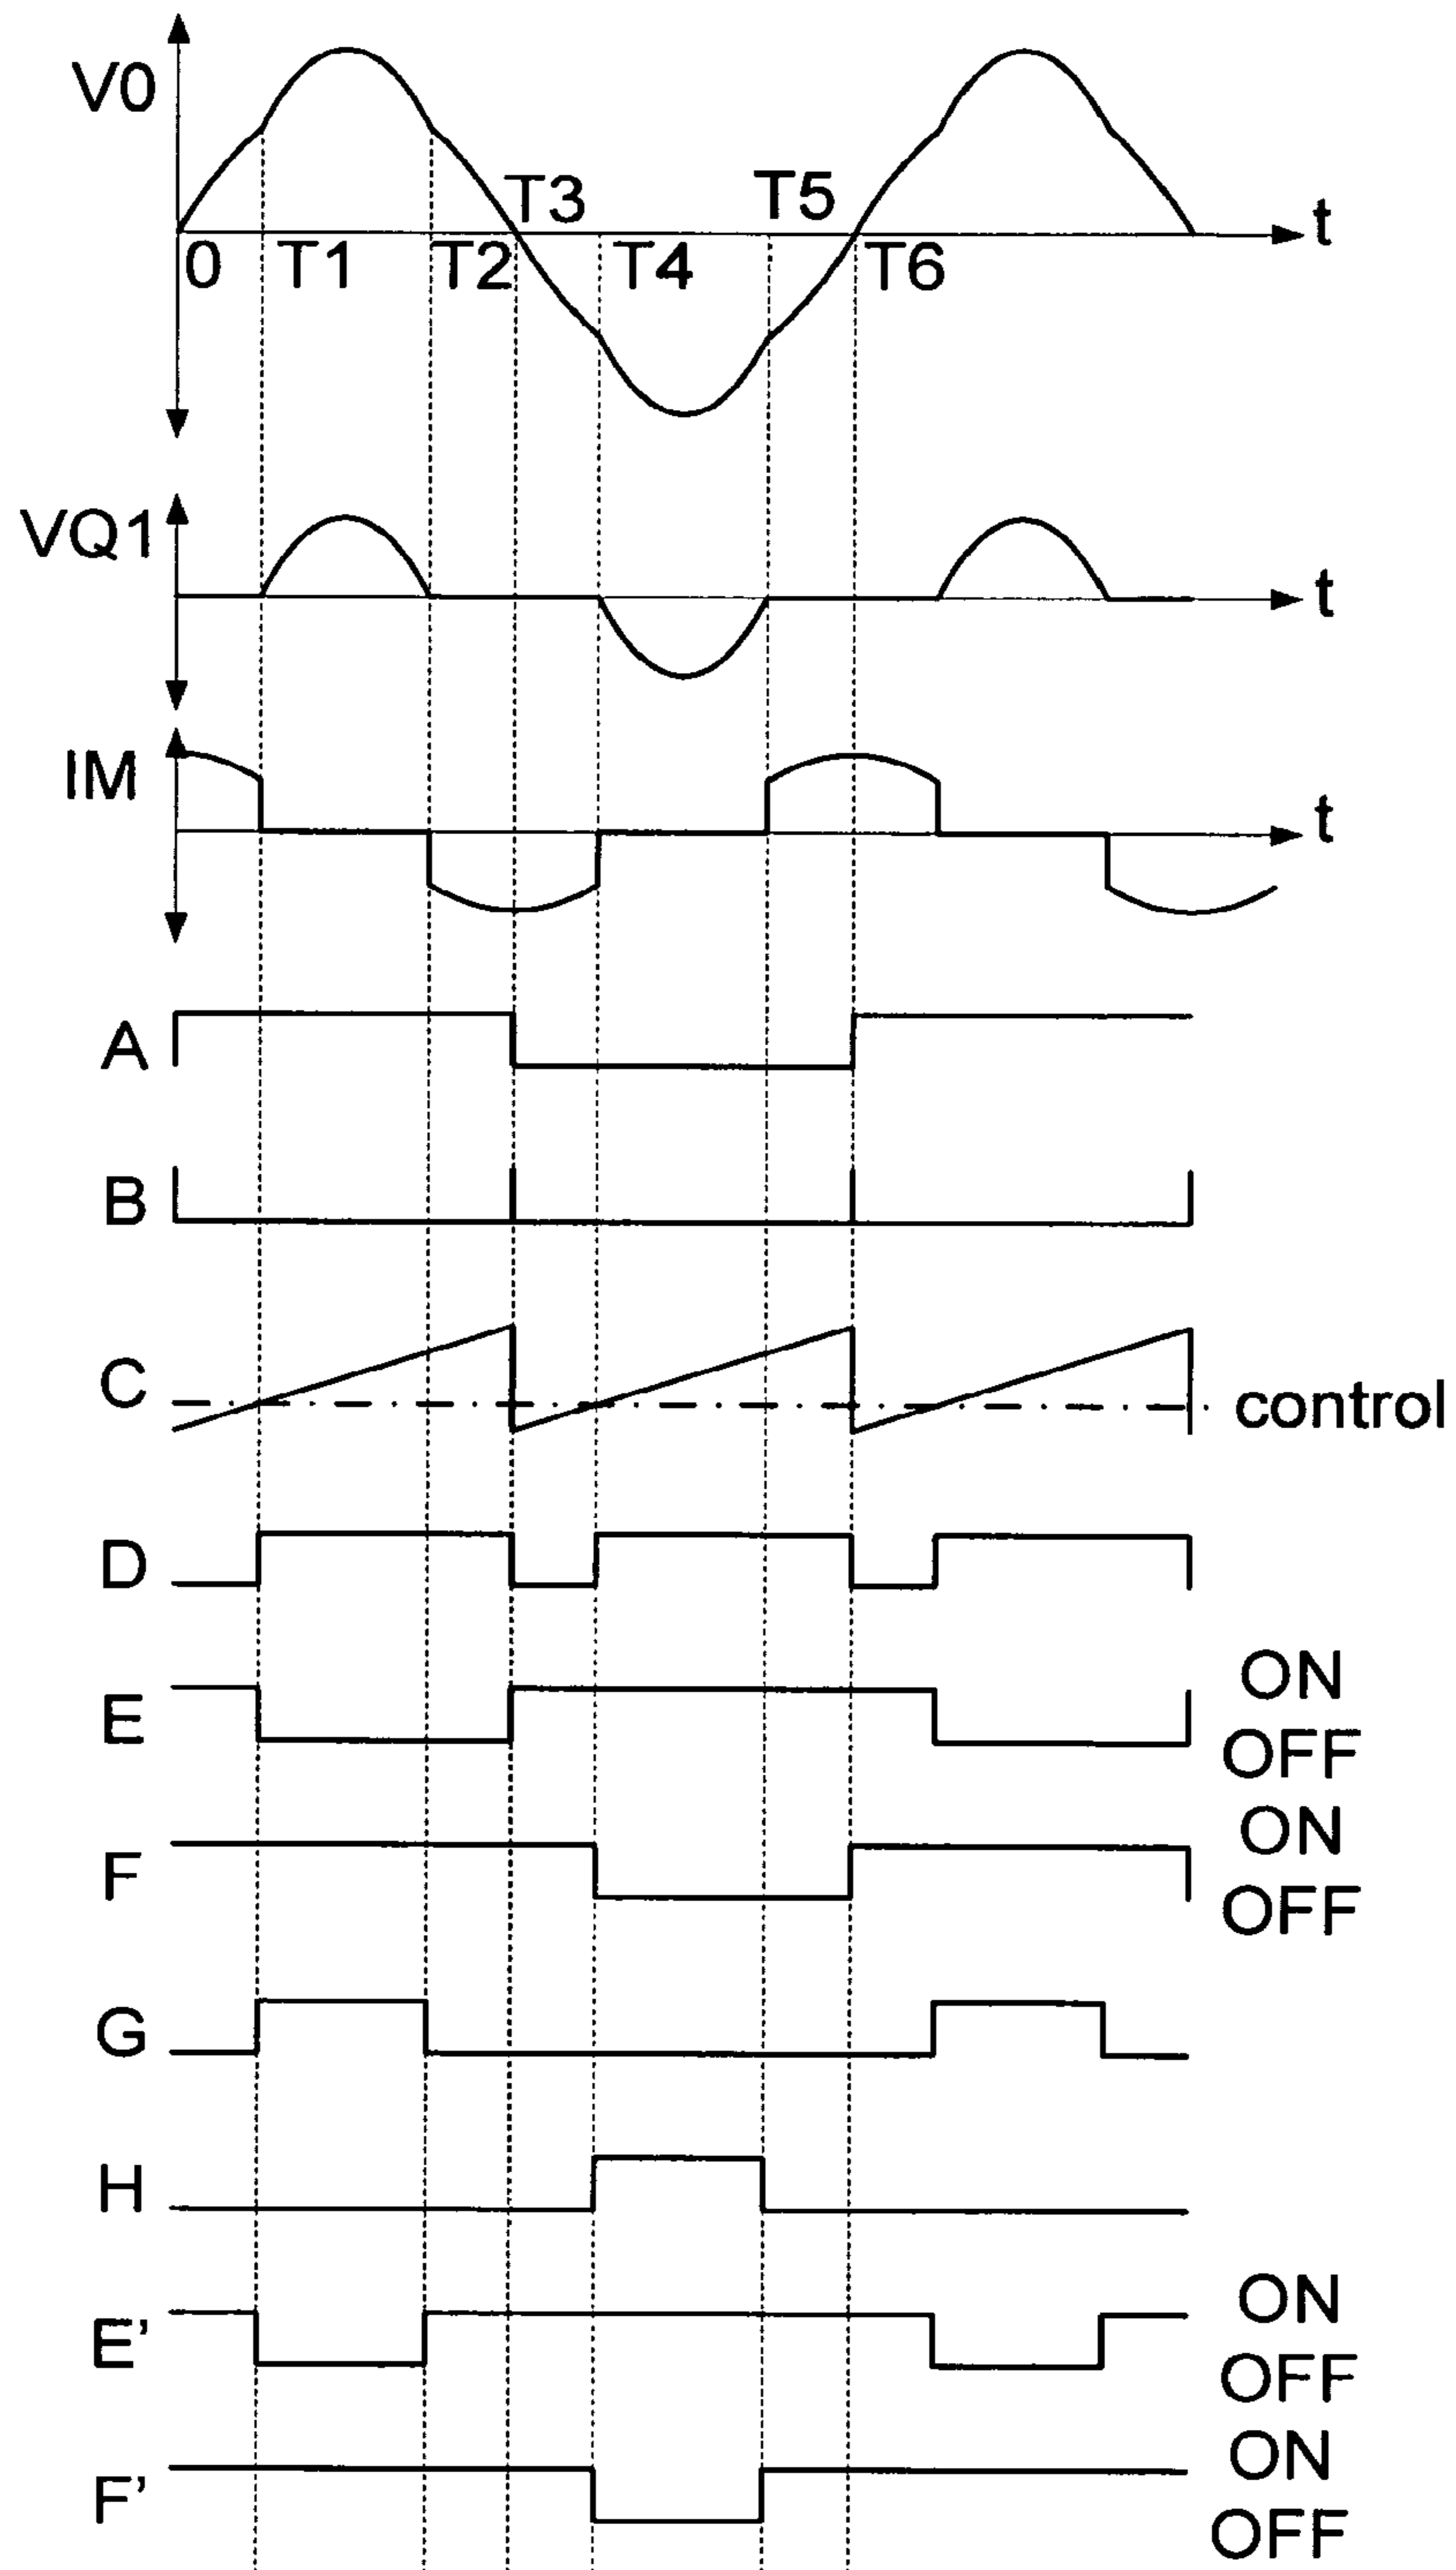 V0
T3
T5
t
0
T1
T2
T4
T6
VQ1
t
IM
t
A
B
C
control
D
E
ON
OFF
F
ON
OFF
G
H
E’
ON
OFF
F’
ON
OFF